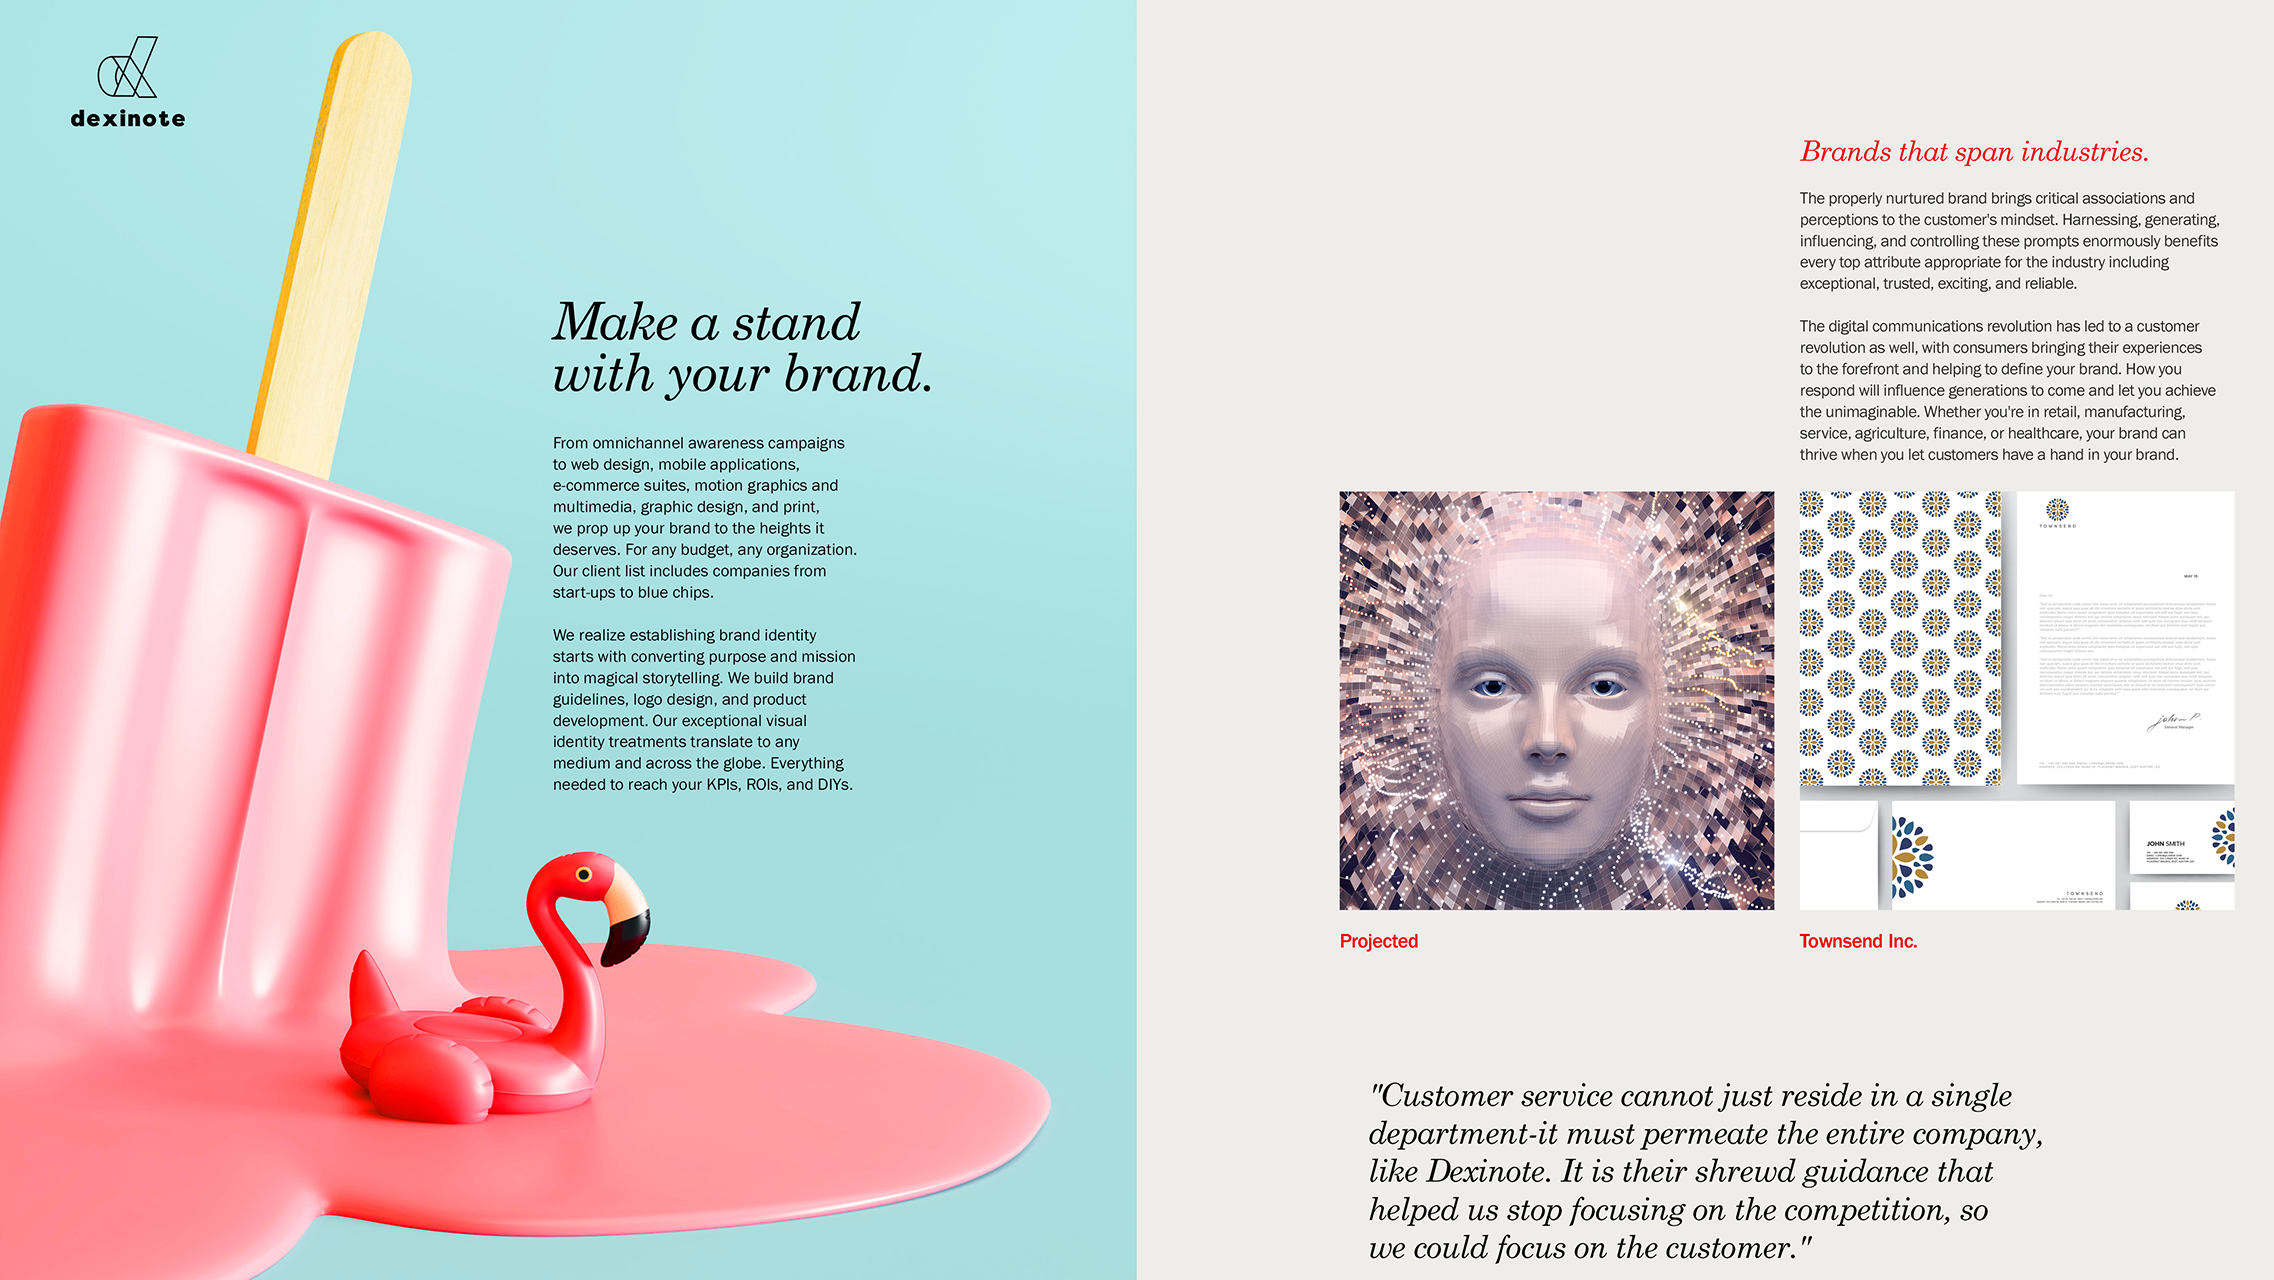 dexinote
Make a stand
with your brand.
From omnichannel awareness campaigns
to web design, mobile applications,
e-commerce suites, motion graphics and
multimedia, graphic design, and print,
we prop up your brand to the heights it
deserves. For any budget, any organization.
Our client list includes companies from
start-ups to blue chips.
We realize establishing brand identity
starts with converting purpose and mission
into magical storytelling. We build brand
guidelines, logo design, and product
development. Our exceptional visual
identity treatments translate to any
medium and across the globe. Everything
needed to reach your KPIs, ROIs, and DIYs.
Brands that span industries.
The properly nurtured brand brings critical associations and
perceptions to the customer's mindset. Harnessing, generating,
influencing, and controlling these prompts enormously benefits
every top attribute appropriate for the industry including
exceptional, trusted, exciting, and reliable.
The digital communications revolution has led to a customer
revolution as well, with consumers bringing their experiences
to the forefront and helping to define your brand. How you
respond will influence generations to come and let you achieve
the unimaginable. Whether you're in retail, manufacturing,
service, agriculture, finance, or healthcare, your brand can
thrive when you let customers have a hand in your brand.
TOWNSEND
MAY 15
John P.
General Manager
TOWNSEND
JOHN SMITH
Projected
Townsend Inc.
"Customer service cannot just reside in a single
department-it must permeate the entire company,
like Dexinote. It is their shrewd guidance that
helped us stop focusing on the competition, so
we could focus on the customer."